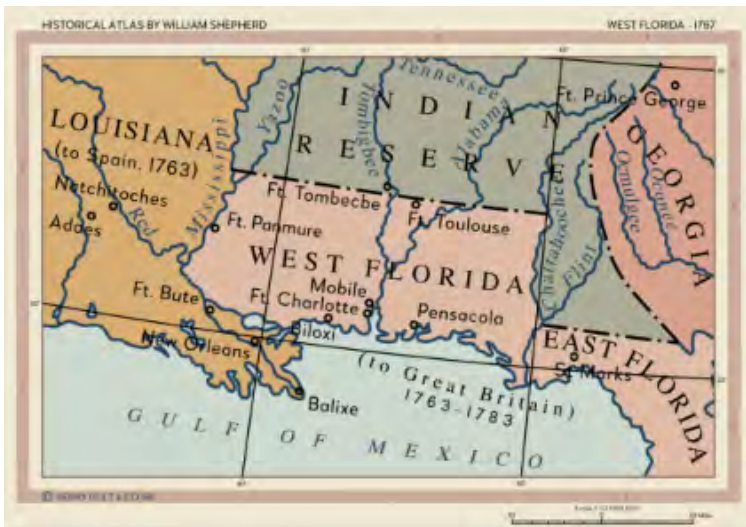 HISTORICAL ATLAS BY WILLIAM SHEPHERD
WEST FLORIDA - 1767
Tennessee
Ft. Prince George
INDIAN
RESERVE
Yazoo
Tombigbee
Alabama
LOUISIANA
(to Spain, 1763)
Mississippi
GEORGIA
Ocmulgee
Oconee
Natchitoches
Adaes
Red
Ft. Tombecbe
Ft. Toulouse
Chattahoochee
Flint
Ft. Panmure
WEST FLORIDA
Mobile
Ft. Bute
Ft. Charlotte
Pensacola
Biloxi
New Orleans
EAST FLORIDA
St. Marks
(to Great Britain)
1763-1783
Balixe
GULF OF MEXICO